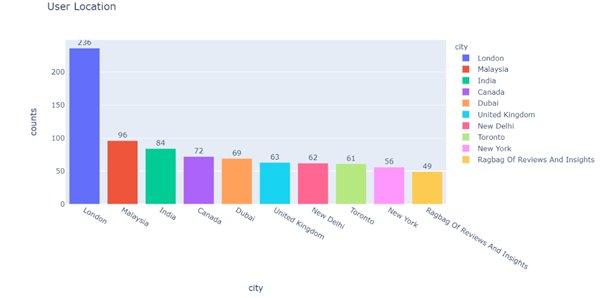 User Location
counts
200
150
100
50
0
236
96
84
72
69
63
62
61
56
49
London
Malaysia
India
Canada
Dubai
United Kingdom
New Delhi
Toronto
New York
Ragbag Of Reviews And Insights
city
city
London
Malaysia
India
Canada
Dubai
United Kingdom
New Delhi
Toronto
New York
Ragbag Of Reviews And Insights